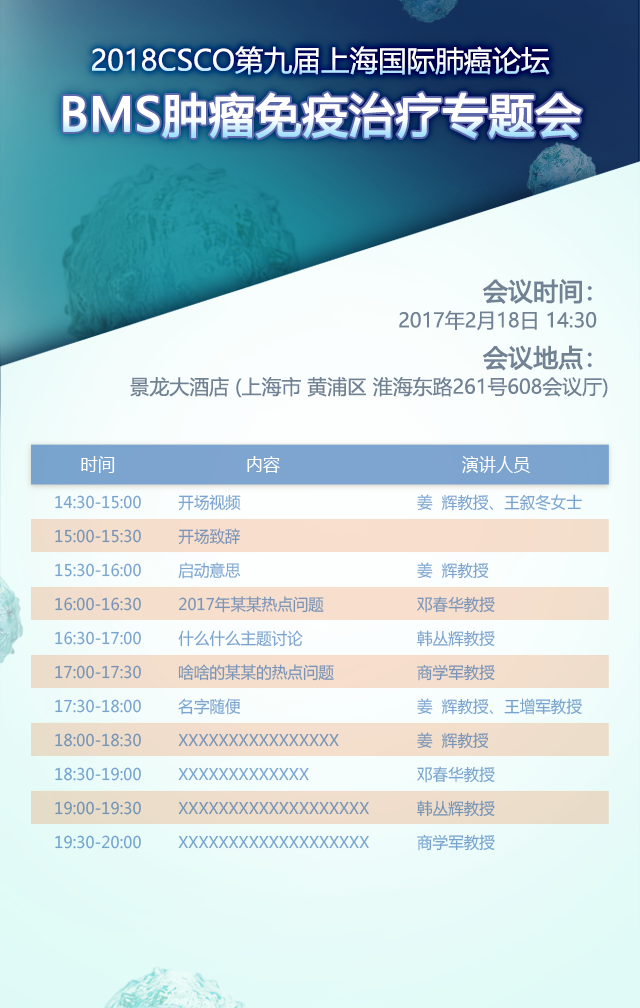 2018CSCO第九届上海国际肺癌论坛
BMS肿瘤免疫治疗专题会
会议时间：
2017年2月18日 14:30
会议地点：
景龙大酒店 (上海市 黄浦区 淮海东路261号608会议厅)
时间 内容 演讲人员
14:30-15:00 开场视频 姜 辉教授、王叙冬女士
15:00-15:30 开场致辞
15:30-16:00 启动意思 姜 辉教授
16:00-16:30 2017年某某热点问题 邓春华教授
16:30-17:00 什么什么主题讨论 韩丛辉教授
17:00-17:30 啥啥的某某的热点问题 商学军教授
17:30-18:00 名字随便 姜 辉教授、王增军教授
18:00-18:30 XXXXXXXXXXXXXXXX 姜 辉教授
18:30-19:00 XXXXXXXXXXXXX 邓春华教授
19:00-19:30 XXXXXXXXXXXXXXXXXXX 韩丛辉教授
19:30-20:00 XXXXXXXXXXXXXXXXXXX 商学军教授